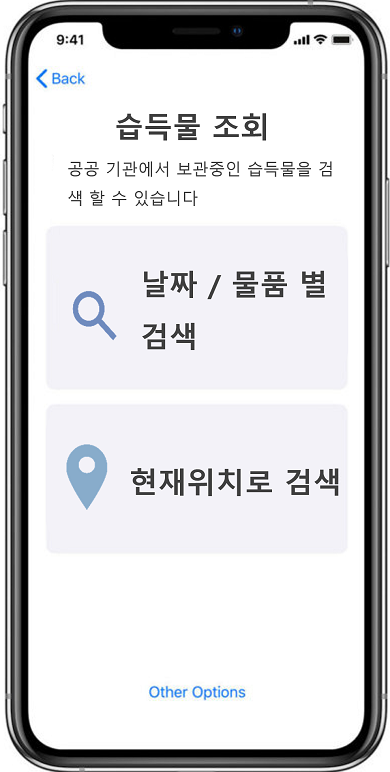 9:41
Back
습득물 조회
공공 기관에서 보관중인 습득물을 검
색 할 수 있습니다
날짜 / 물품 별
검색
현재위치로 검색
Other Options